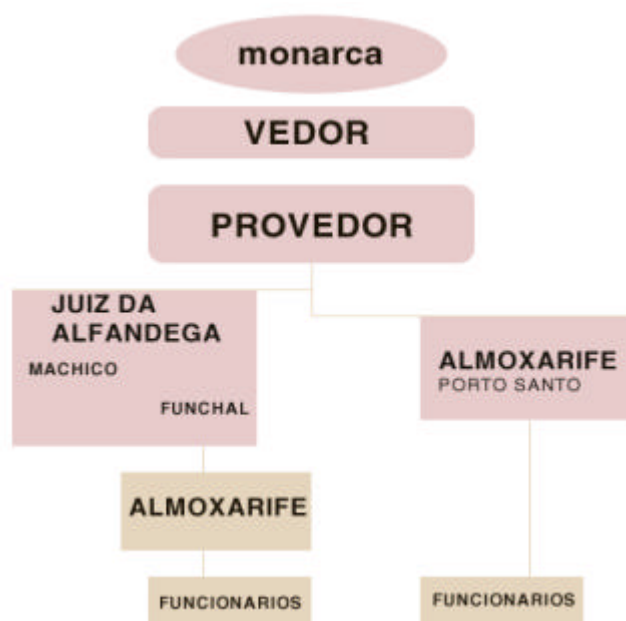 monarca
VEDOR
PROVEDOR
JUIZ DA
ALFANDEGA
MACHICO
FUNCHAL
ALMOXARIFE
PORTO SANTO
ALMOXARIFE
FUNCIONARIOS
FUNCIONARIOS